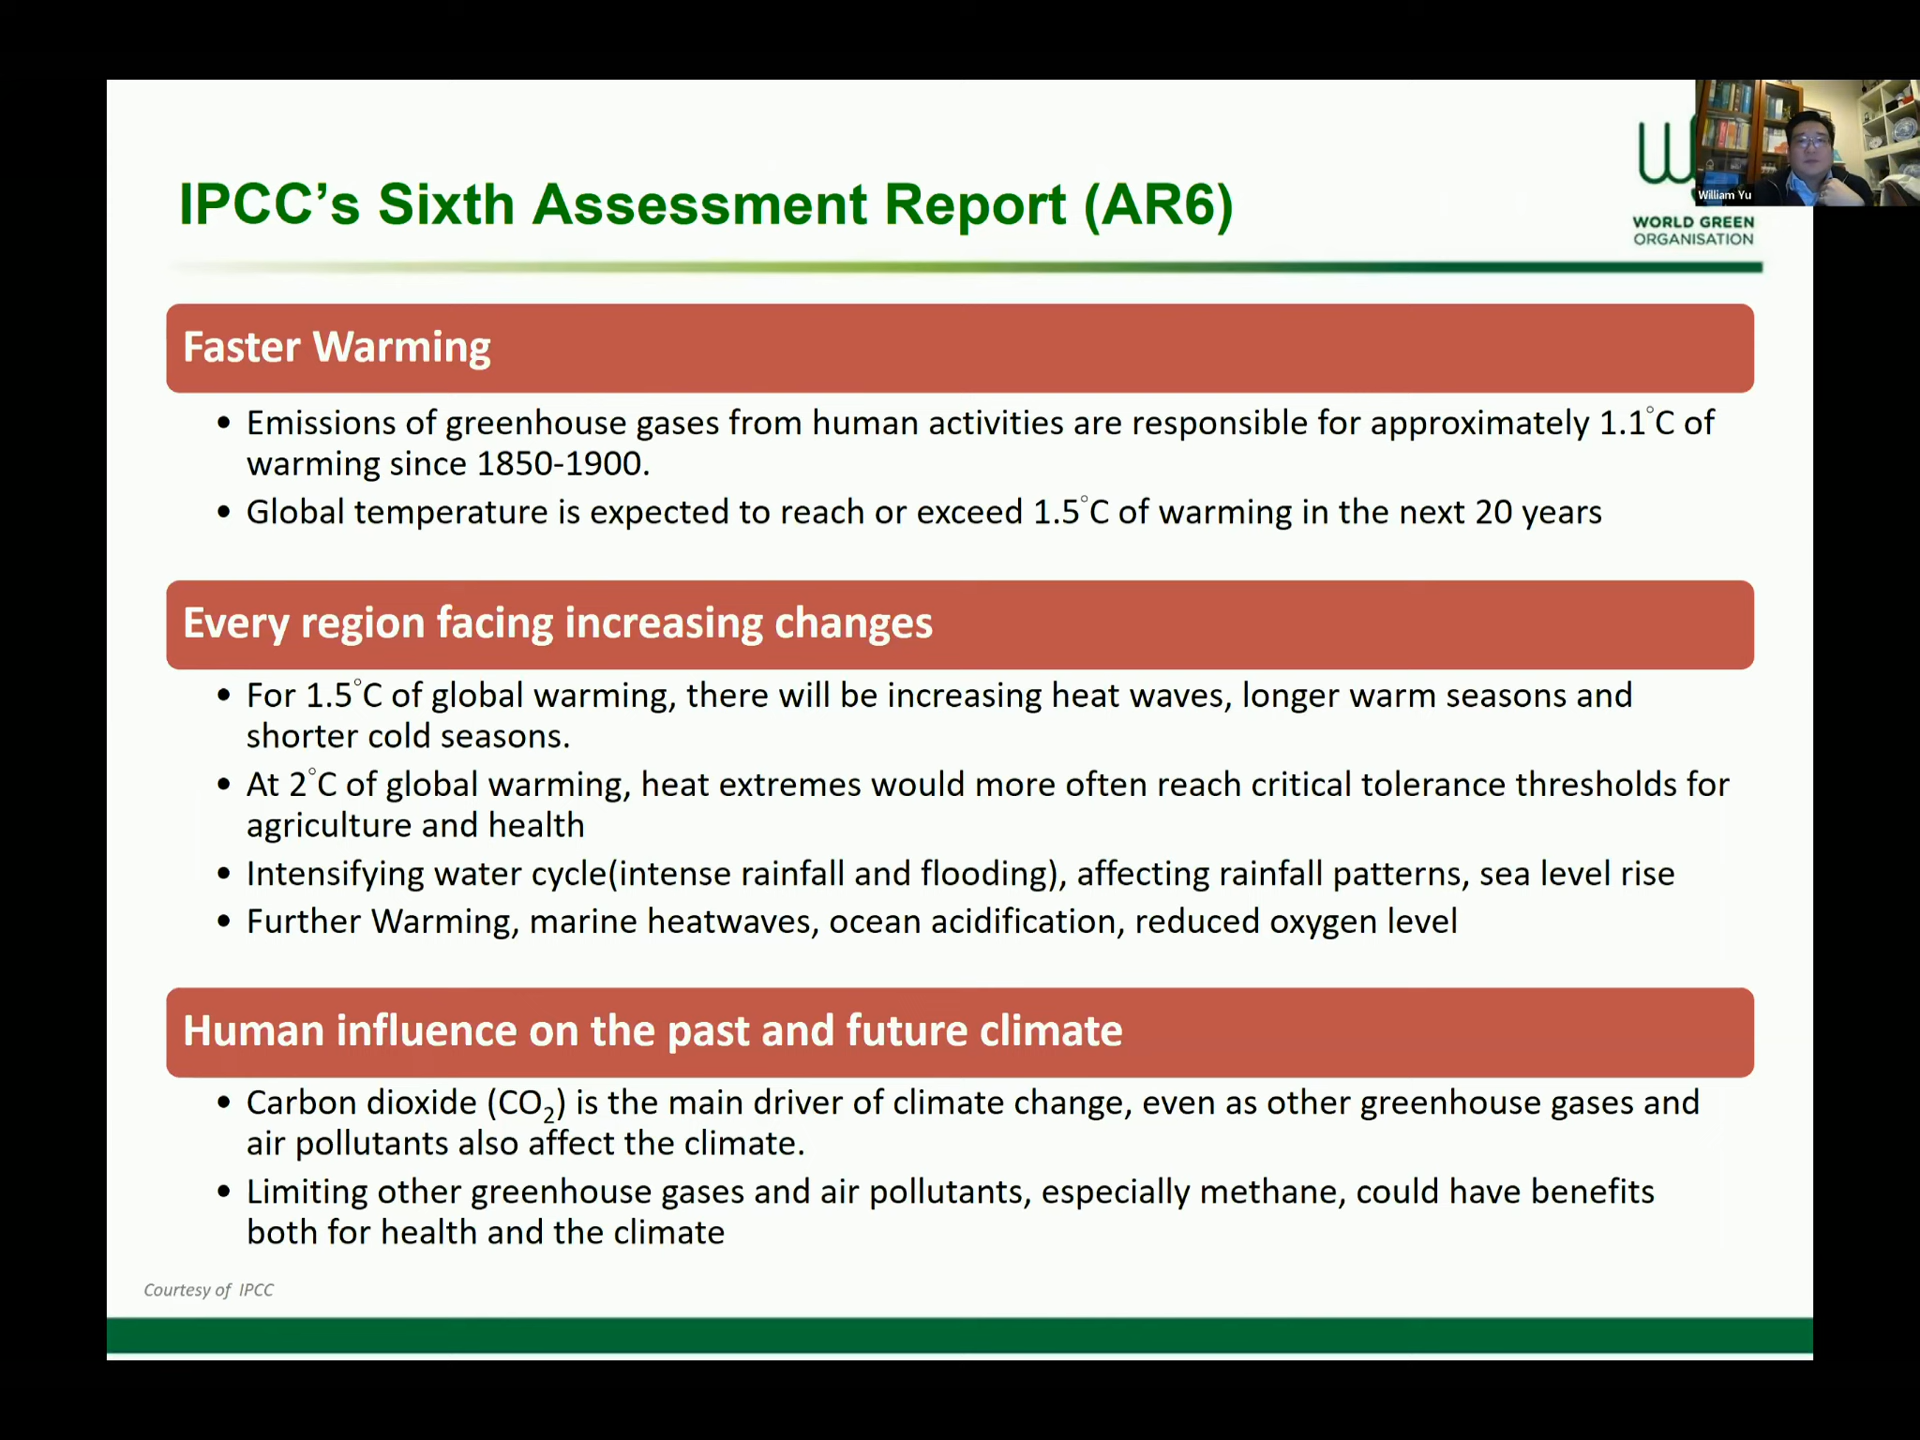 IPCC’s Sixth Assessment Report (AR6)
William Yu
WORLD GREEN
ORGANISATION
Faster Warming
• Emissions of greenhouse gases from human activities are responsible for approximately 1.1°C of
warming since 1850-1900.
• Global temperature is expected to reach or exceed 1.5°C of warming in the next 20 years
Every region facing increasing changes
• For 1.5°C of global warming, there will be increasing heat waves, longer warm seasons and
shorter cold seasons.
• At 2°C of global warming, heat extremes would more often reach critical tolerance thresholds for
agriculture and health
• Intensifying water cycle(intense rainfall and flooding), affecting rainfall patterns, sea level rise
• Further Warming, marine heatwaves, ocean acidification, reduced oxygen level
Human influence on the past and future climate
• Carbon dioxide (CO₂) is the main driver of climate change, even as other greenhouse gases and
air pollutants also affect the climate.
• Limiting other greenhouse gases and air pollutants, especially methane, could have benefits
both for health and the climate
Courtesy of IPCC